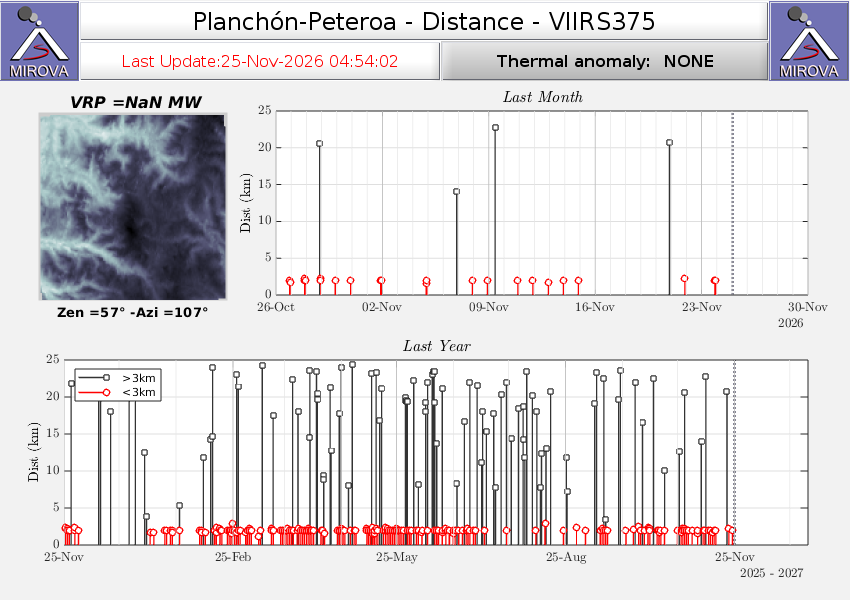 Planchón-Peteroa - Distance - VIIRS375
MIROVA
Last Update:25-Nov-2026 04:54:02
Thermal anomaly: NONE
MIROVA
VRP =NaN MW
Zen =57° -Azi =107°
Last Month
Dist (km)
25
20
15
10
5
0
26-Oct 02-Nov 09-Nov 16-Nov 23-Nov 30-Nov
2026
Last Year
Dist (km)
25
20
15
10
5
0
>3km
<3km
25-Nov 25-Feb 25-May 25-Aug 25-Nov
2025 - 2027